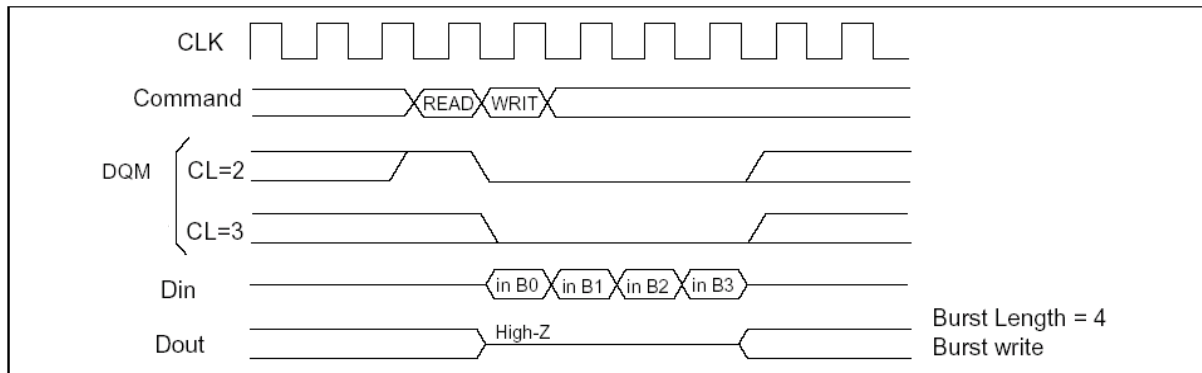 CLK
Command
READ WRIT
DQM
CL=2
CL=3
Din
in B0 in B1 in B2 in B3
Dout
High-Z
Burst Length = 4
Burst write